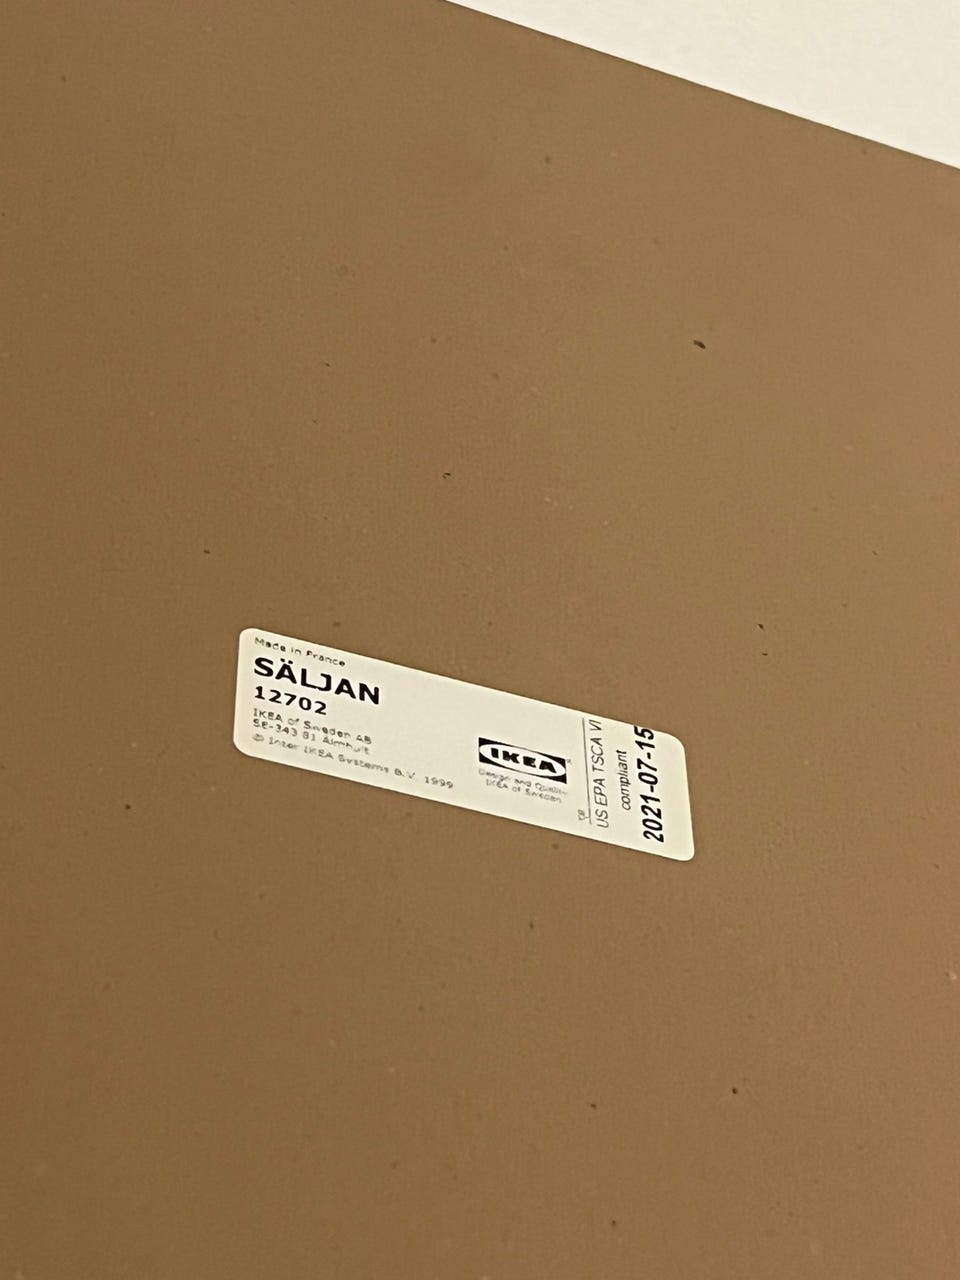 Made in France
SÄLJAN
12702
IKEA of Sweden AB
SE-343 81 Älmhult
© Inter IKEA Systems B.V. 1999
IKEA
Design and Quality
IKEA of Sweden
US EPA TSCA VI
compliant
2021-07-15